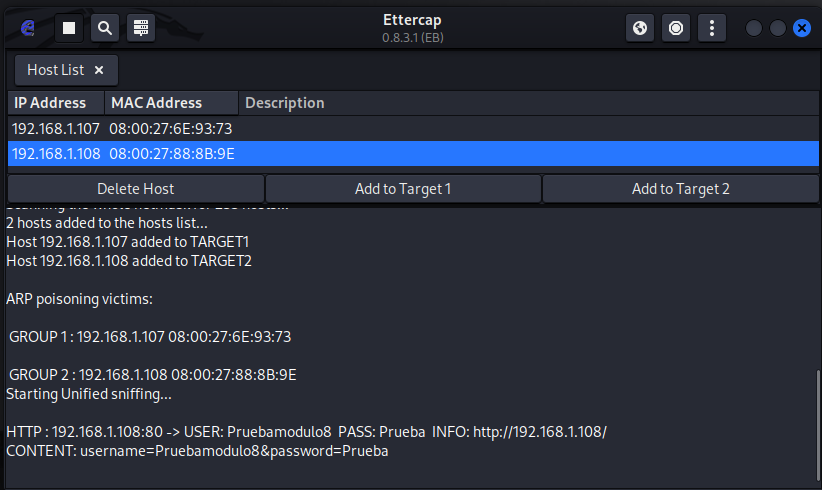 Ettercap
0.8.3.1 (EB)
Host List ×
IP Address MAC Address Description
192.168.1.107 08:00:27:6E:93:73
192.168.1.108 08:00:27:88:8B:9E
Delete Host Add to Target 1 Add to Target 2
2 hosts added to the hosts list...
Host 192.168.1.107 added to TARGET1
Host 192.168.1.108 added to TARGET2
ARP poisoning victims:
GROUP 1 : 192.168.1.107 08:00:27:6E:93:73
GROUP 2 : 192.168.1.108 08:00:27:88:8B:9E
Starting Unified sniffing...
HTTP : 192.168.1.108:80 -> USER: Pruebamodulo8 PASS: Prueba INFO: http://192.168.1.108/
CONTENT: username=Pruebamodulo8&password=Prueba